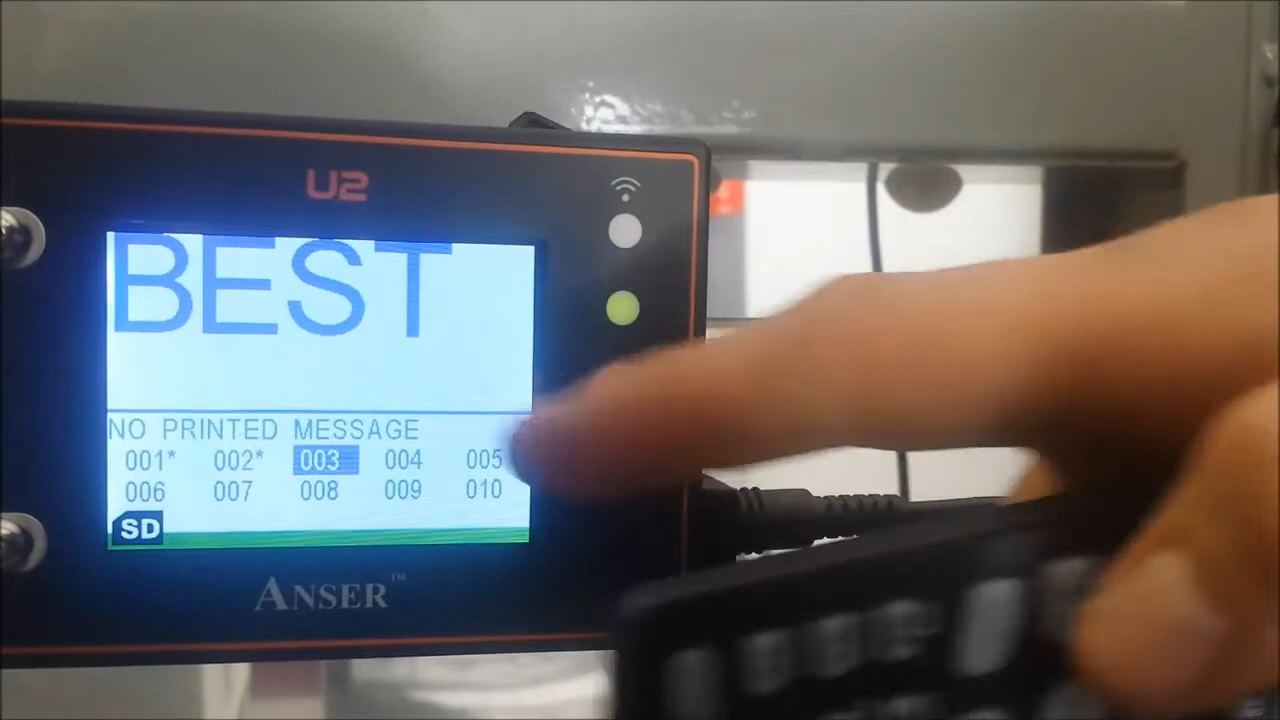 U2
BEST
NO PRINTED MESSAGE
001* 002* 003 004 005
006 007 008 009 010
SD
ANSER™